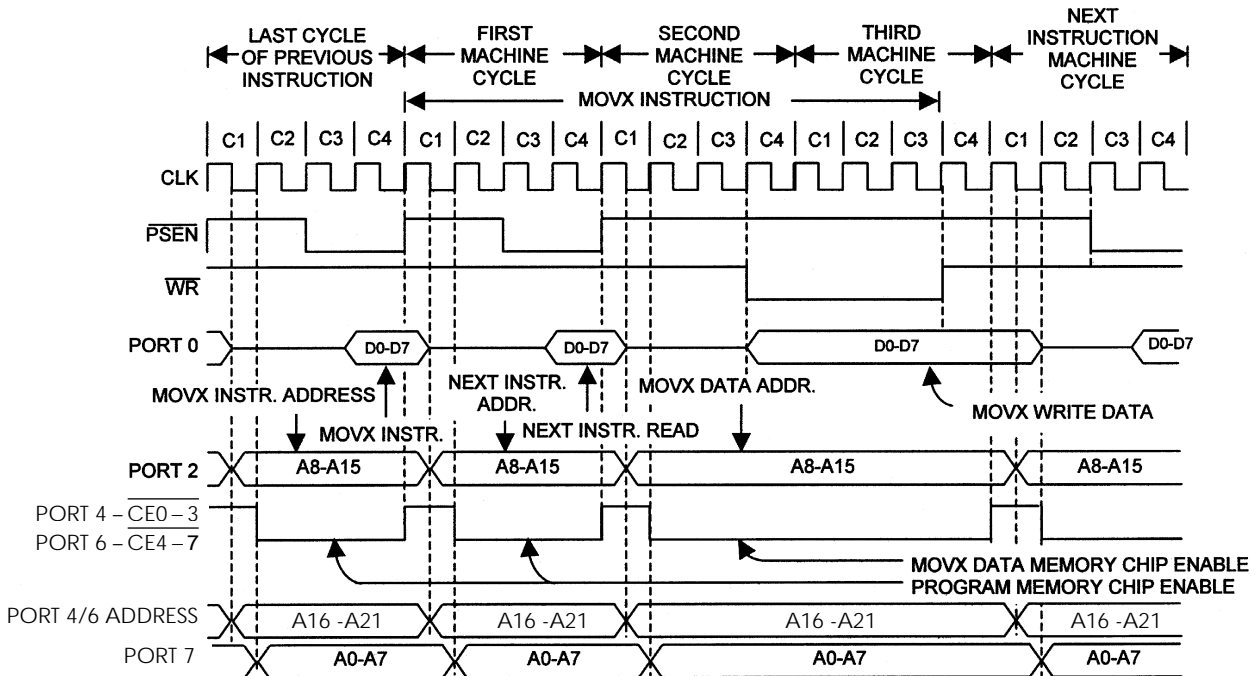 LAST CYCLE
OF PREVIOUS
INSTRUCTION
FIRST
MACHINE
CYCLE
SECOND
MACHINE
CYCLE
THIRD
MACHINE
CYCLE
NEXT
INSTRUCTION
MACHINE
CYCLE
MOVX INSTRUCTION
C1 C2 C3 C4 C1 C2 C3 C4 C1 C2 C3 C4 C1 C2 C3 C4 C1 C2 C3 C4
CLK
PSEN
WR
PORT 0 D0-D7 D0-D7 D0-D7 D0-D7
MOVX INSTR. ADDRESS
MOVX INSTR.
NEXT INSTR.
ADDR.
NEXT INSTR. READ
MOVX DATA ADDR.
MOVX WRITE DATA
PORT 2 A8-A15 A8-A15 A8-A15 A8-A15
PORT 4 – CE0 – 3
PORT 6 – CE4 – 7
MOVX DATA MEMORY CHIP ENABLE
PROGRAM MEMORY CHIP ENABLE
PORT 4/6 ADDRESS A16 -A21 A16 -A21 A16 -A21 A16 -A21
PORT 7 A0-A7 A0-A7 A0-A7 A0-A7